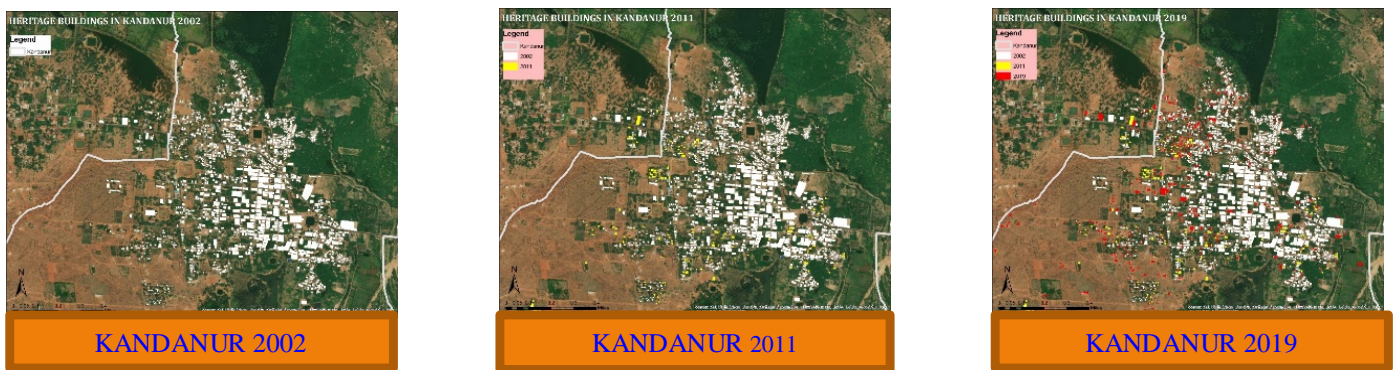 HERITAGE BUILDINGS IN KANDANUR 2002
Legend
Kandanur
N
KANDANUR 2002
HERITAGE BUILDINGS IN KANDANUR 2011
Legend
Kandanur
2002
2011
N
KANDANUR 2011
HERITAGE BUILDINGS IN KANDANUR 2019
Legend
Kandanur
2002
2011
2019
N
KANDANUR 2019